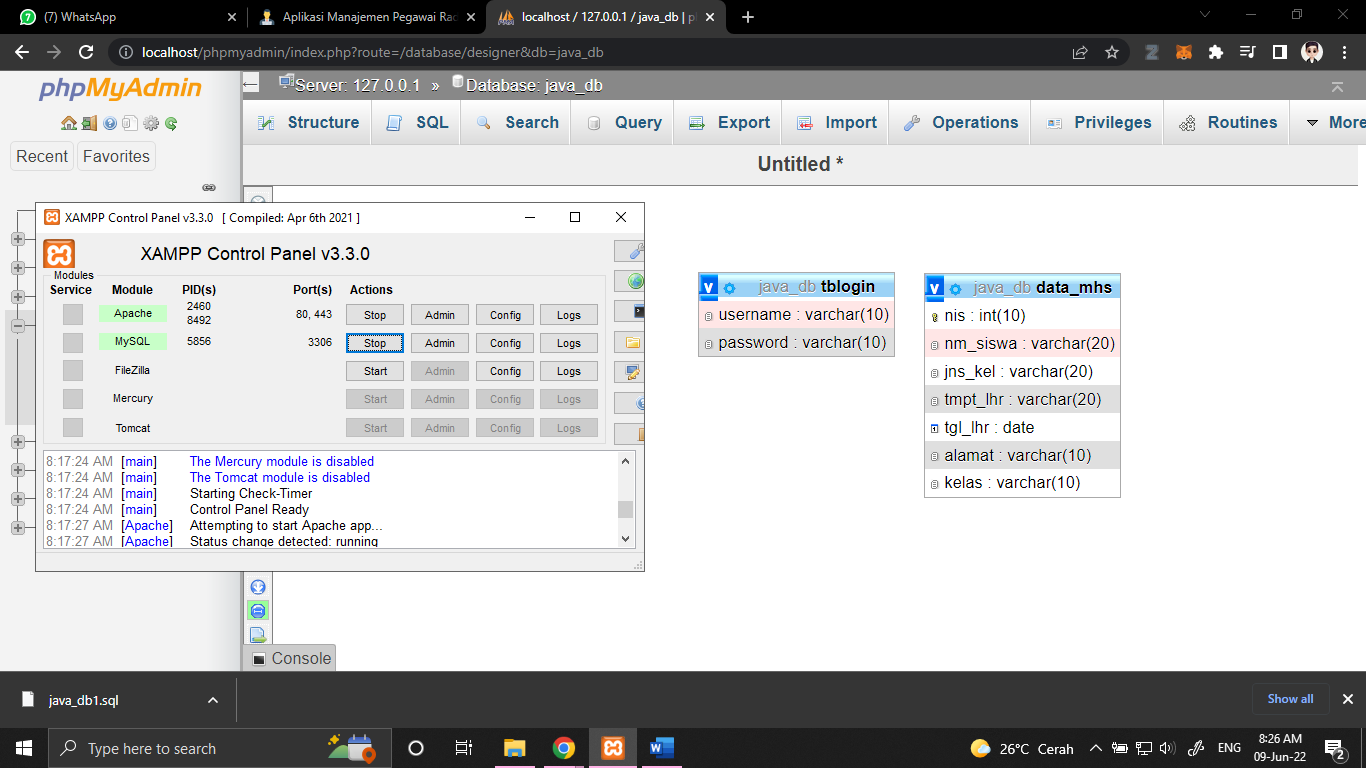 (7) WhatsApp
Aplikasi Manajemen Pegawai Rad
localhost / 127.0.0.1 / java_db | pl
localhost/phpmyadmin/index.php?route=/database/designer&db=java_db
phpMyAdmin
Recent Favorites
Server: 127.0.0.1 » Database: java_db
Structure SQL Search Query Export Import Operations Privileges Routines More
Untitled *
XAMPP Control Panel v3.3.0 [ Compiled: Apr 6th 2021 ]
XAMPP Control Panel v3.3.0
Modules
Service Module PID(s) Port(s) Actions
Apache 2460 8492 80, 443 Stop Admin Config Logs
MySQL 5856 3306 Stop Admin Config Logs
FileZilla Start Admin Config Logs
Mercury Start Admin Config Logs
Tomcat Start Admin Config Logs
8:17:24 AM [main] The Mercury module is disabled
8:17:24 AM [main] The Tomcat module is disabled
8:17:24 AM [main] Starting Check-Timer
8:17:24 AM [main] Control Panel Ready
8:17:27 AM [Apache] Attempting to start Apache app...
8:17:27 AM [Apache] Status change detected: running
java_db tblogin
username : varchar(10)
password : varchar(10)
java_db data_mhs
nis : int(10)
nm_siswa : varchar(20)
jns_kel : varchar(20)
tmpt_lhr : varchar(20)
tgl_lhr : date
alamat : varchar(10)
kelas : varchar(10)
Console
java_db1.sql
Show all
Type here to search
26°C Cerah
ENG
8:26 AM
09-Jun-22
2